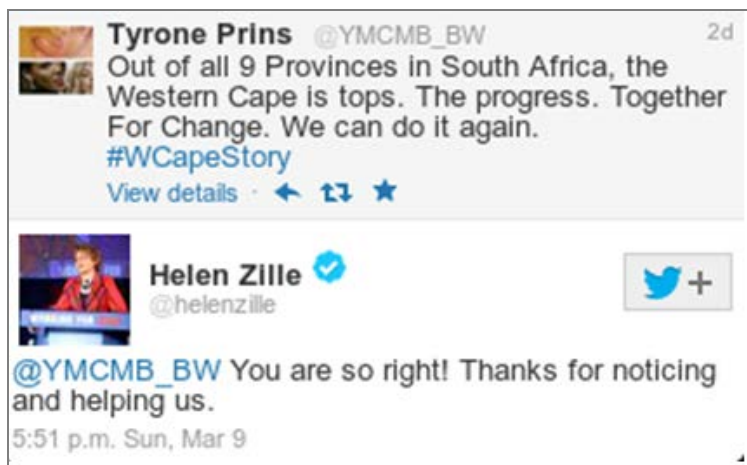 Tyrone Prins @YMCMB_BW 2d
Out of all 9 Provinces in South Africa, the
Western Cape is tops. The progress. Together
For Change. We can do it again.
#WCapeStory
View details ·
Helen Zille
@helenzille
@YMCMB_BW You are so right! Thanks for noticing
and helping us.
5:51 p.m. Sun, Mar 9